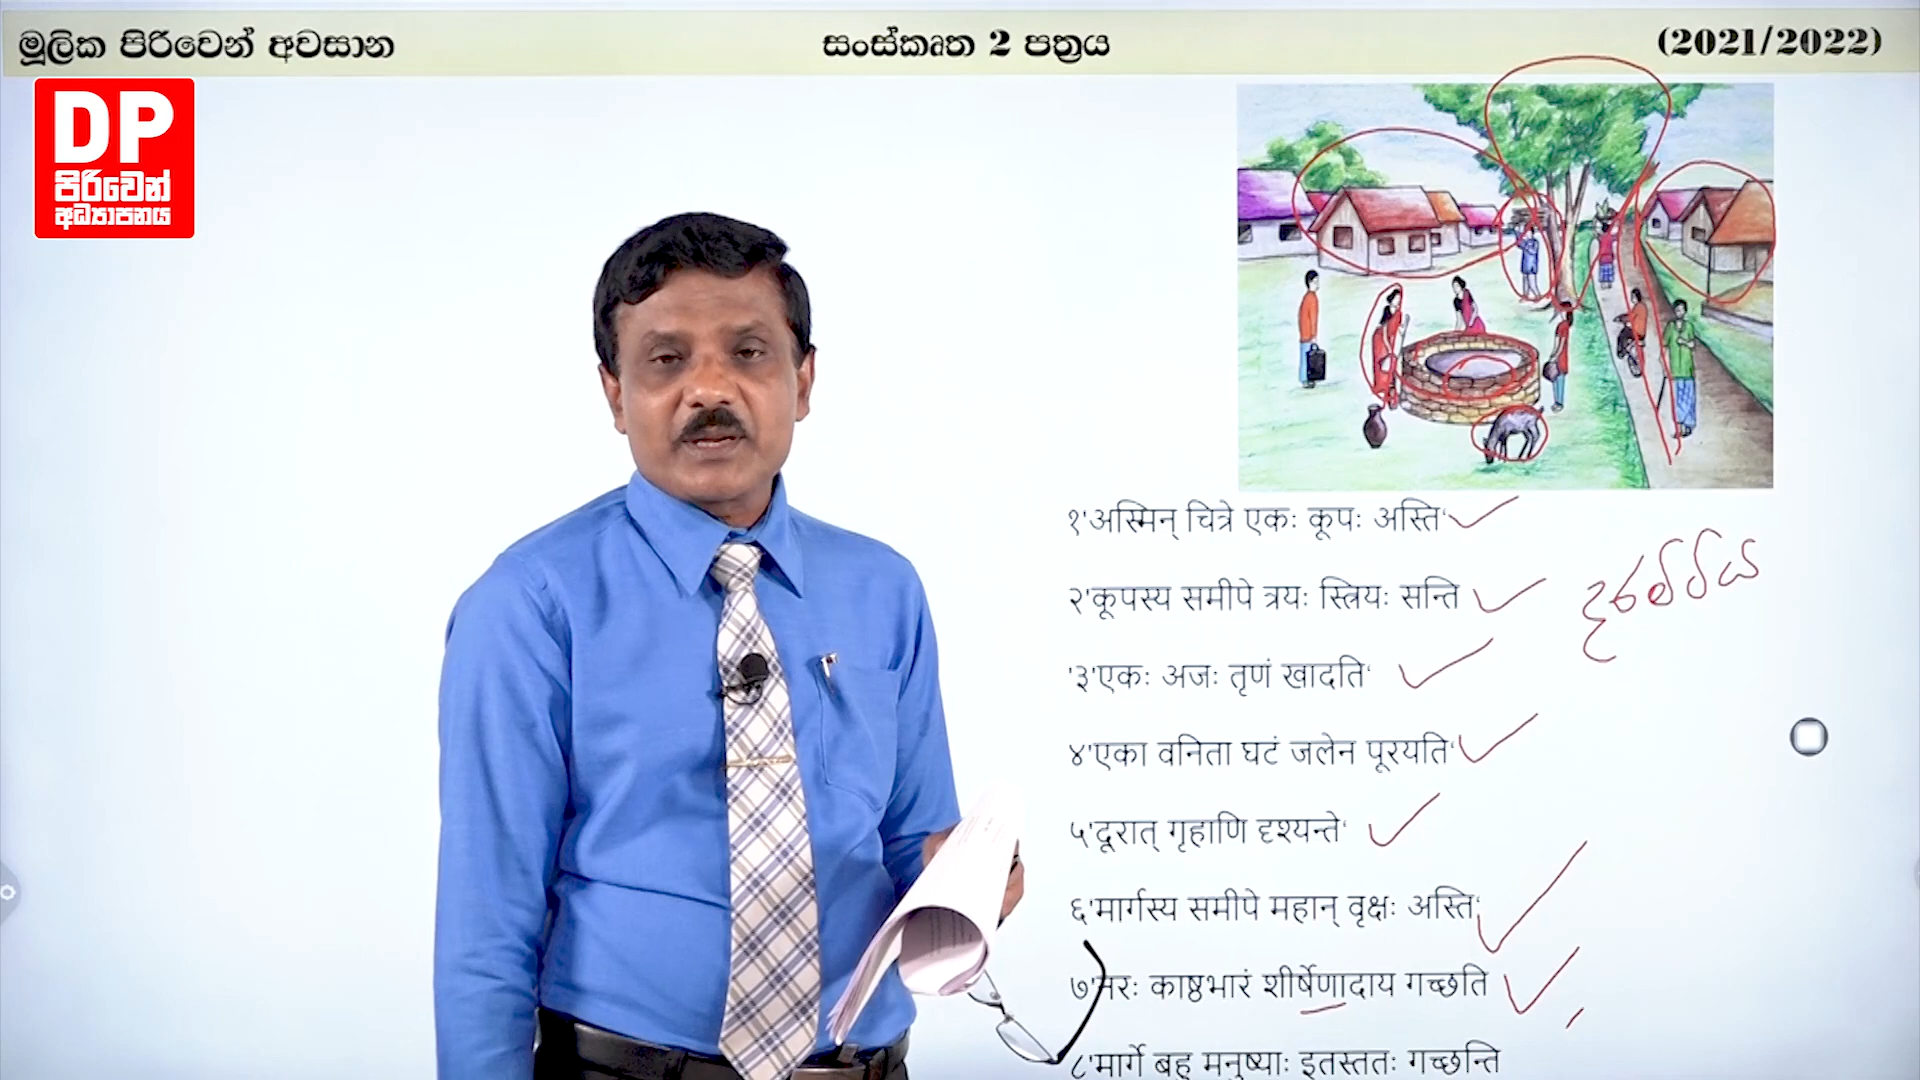 මූලික පිරිවෙන් අවසාන
සංස්කෘත 2 පත්‍රය
(2021/2022)
DP
පිරිවෙන්
අධ්‍යාපනය
१'अस्मिन् चित्रे एकः कूपः अस्ति'
२'कूपस्य समीपे त्रयः स्त्रियः सन्ति
'३'एकः अजः तृणं खादति'
४'एका वनिता घटं जलेन पूरयति'
५'दूरात् गृहाणि दृश्यन्ते'
६'मार्गस्य समीपे महान् वृक्षः अस्ति'
७'नरः काष्ठभारं शीर्षेणादाय गच्छति
८'मार्गे बहु मनुष्याः इतस्ततः गच्छन्ति